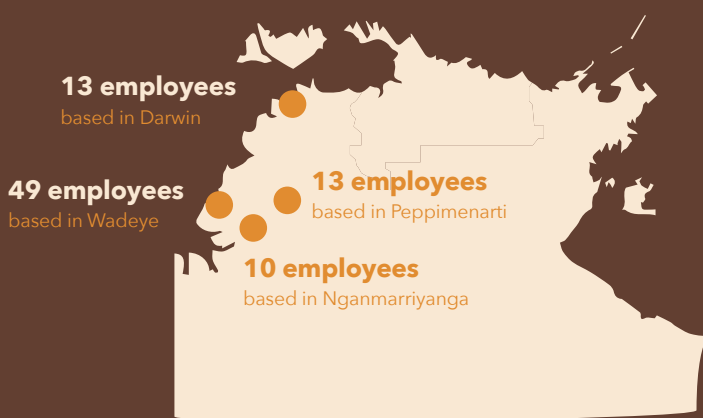 13 employees
based in Darwin
49 employees
based in Wadeye
13 employees
based in Peppimenarti
10 employees
based in Nganmarriyanga